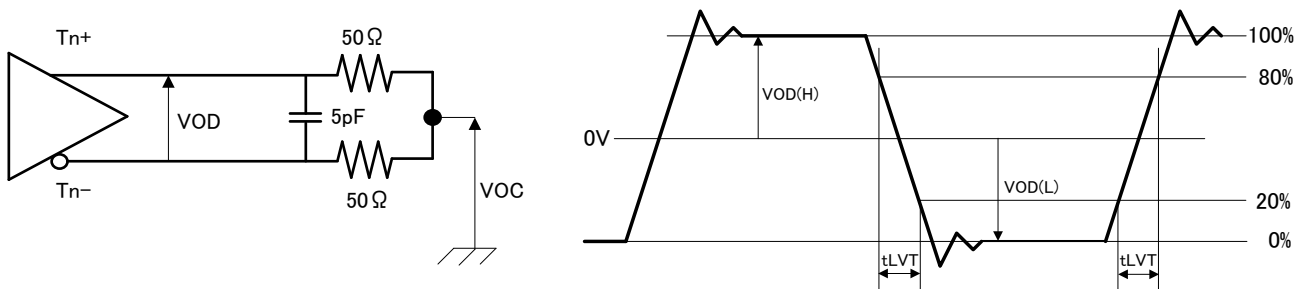 Tn+
50Ω
VOD
5pF
Tn−
50Ω
VOC
100%
80%
VOD(H)
0V
VOD(L)
20%
0%
tLVT
tLVT